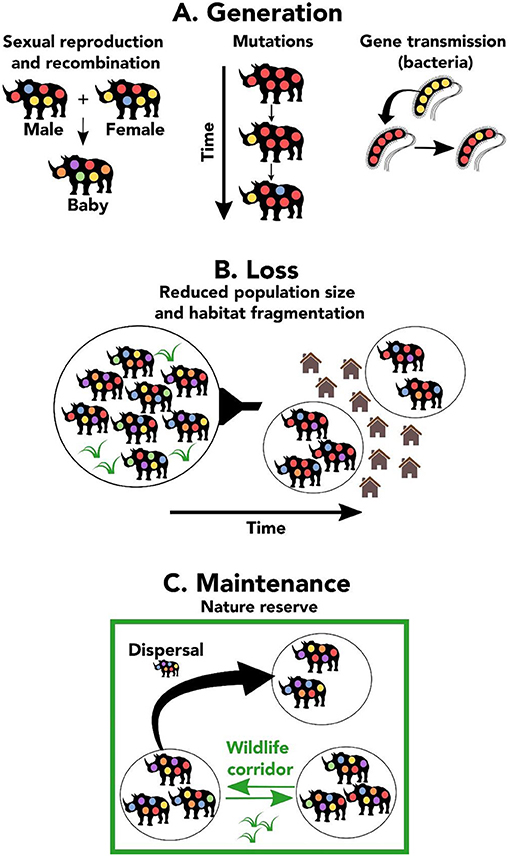 A. Generation
Sexual reproduction
and recombination
Male
+
Female
Baby
Mutations
Time
Gene transmission
(bacteria)
B. Loss
Reduced population size
and habitat fragmentation
Time
C. Maintenance
Nature reserve
Dispersal
Wildlife
corridor